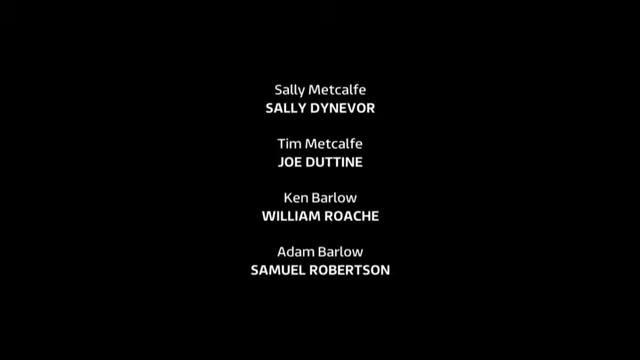 Sally Metcalfe
SALLY DYNEVOR
Tim Metcalfe
JOE DUTTINE
Ken Barlow
WILLIAM ROACHE
Adam Barlow
SAMUEL ROBERTSON